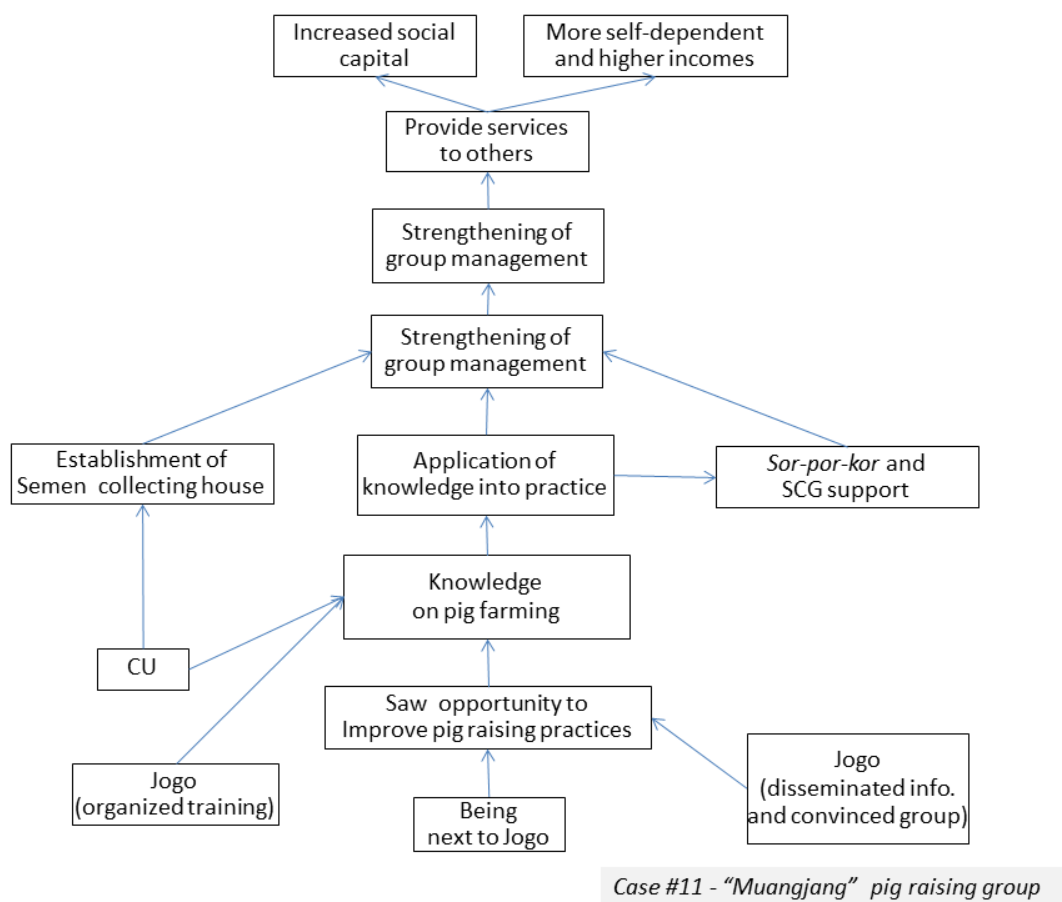 Increased social
capital
More self-dependent
and higher incomes
Provide services
to others
Strengthening of
group management
Strengthening of
group management
Establishment of
Semen collecting house
Application of
knowledge into practice
Sor-por-kor and
SCG support
Knowledge
on pig farming
CU
Saw opportunity to
Improve pig raising practices
Jogo
(organized training)
Being
next to Jogo
Jogo
(disseminated info.
and convinced group)
Case #11 - “Muangjang” pig raising group